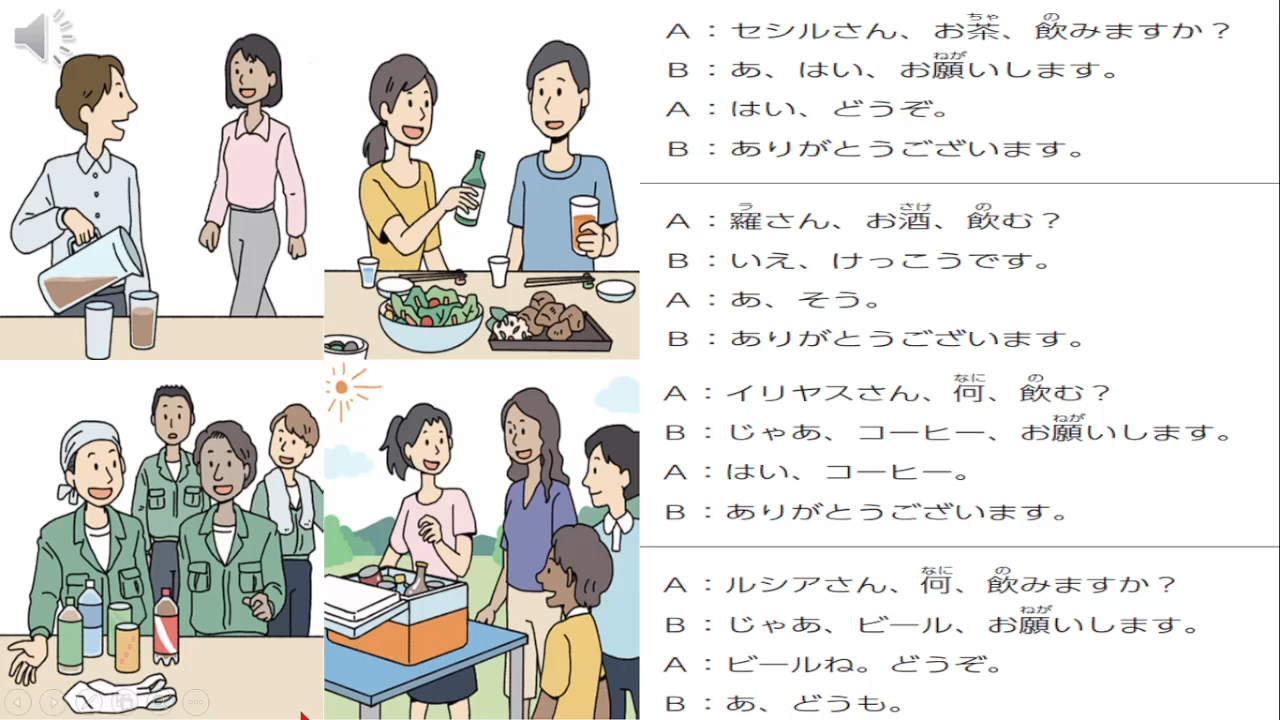 A：セシルさん、お茶、飲みますか？
B：あ、はい、お願いします。
A：はい、どうぞ。
B：ありがとうございます。
A：羅さん、お酒、飲む？
B：いえ、けっこうです。
A：あ、そう。
B：ありがとうございます。
A：イリヤスさん、何、飲む？
B：じゃあ、コーヒー、お願いします。
A：はい、コーヒー。
B：ありがとうございます。
A：ルシアさん、何、飲みますか？
B：じゃあ、ビール、お願いします。
A：ビールね。どうぞ。
B：あ、どうも。